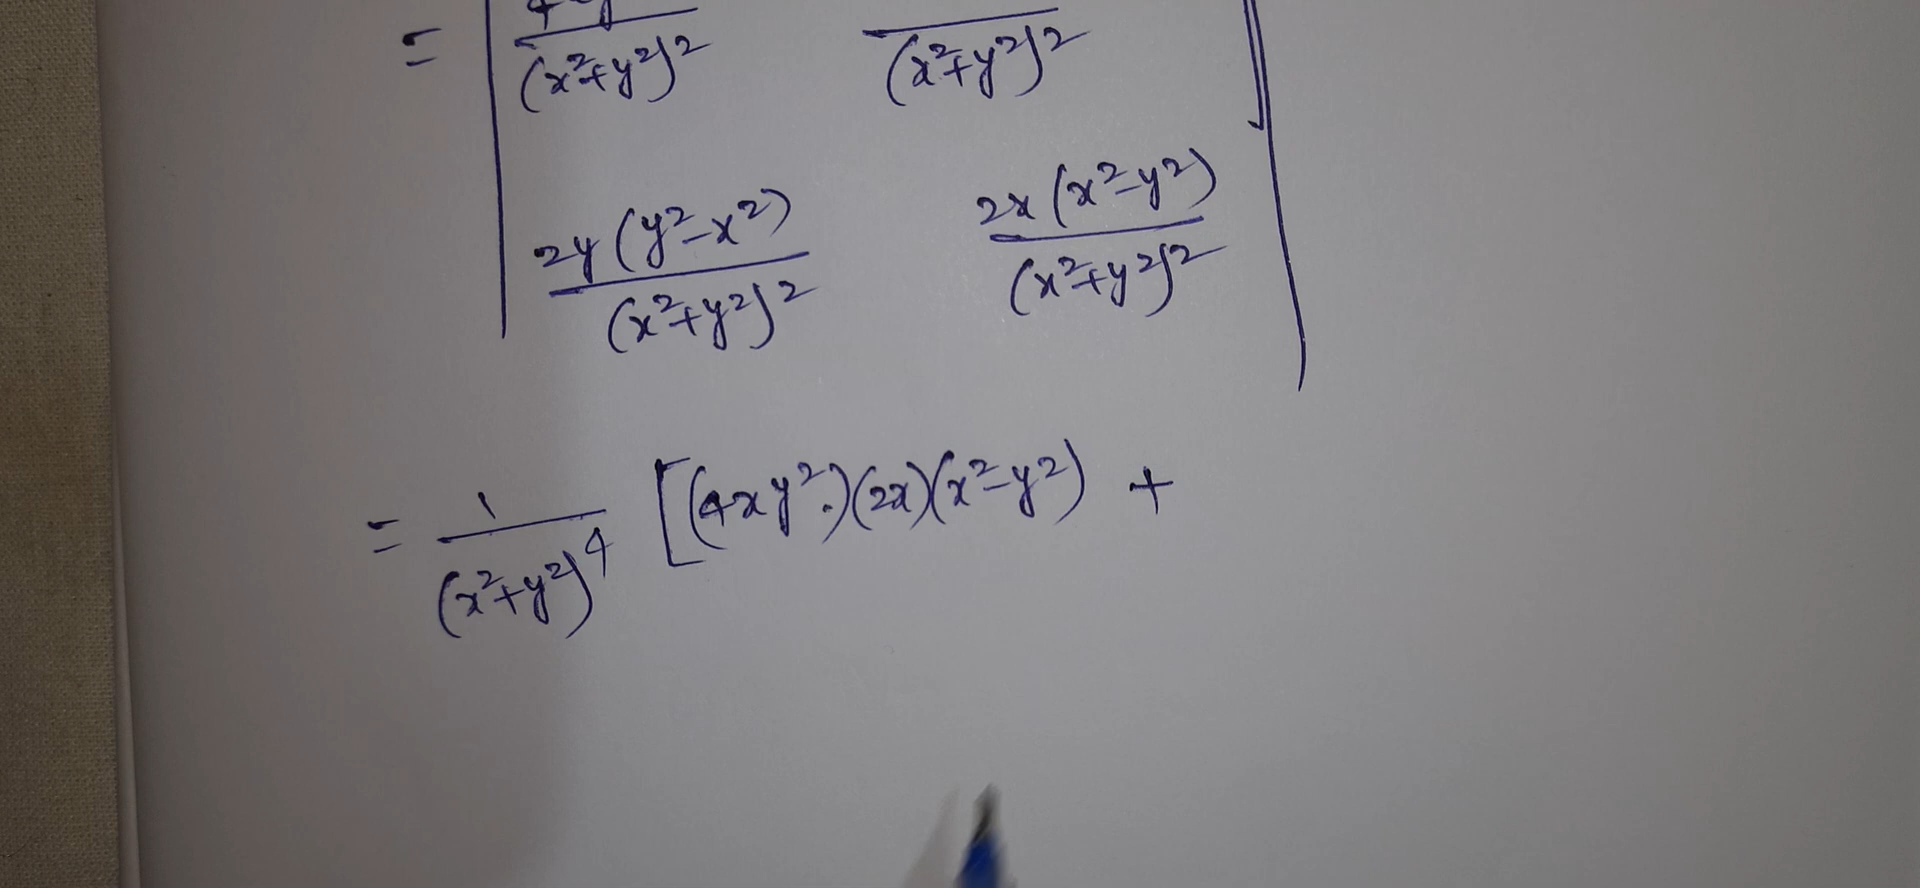 = | (x²+y²)² (x²+y²)² |
| 2y(y²-x²)/(x²+y²)² 2x(x²-y²)/(x²+y²)² |
= 1/(x²+y²)⁴ [(4xy²·)(2x)(x²-y²) +